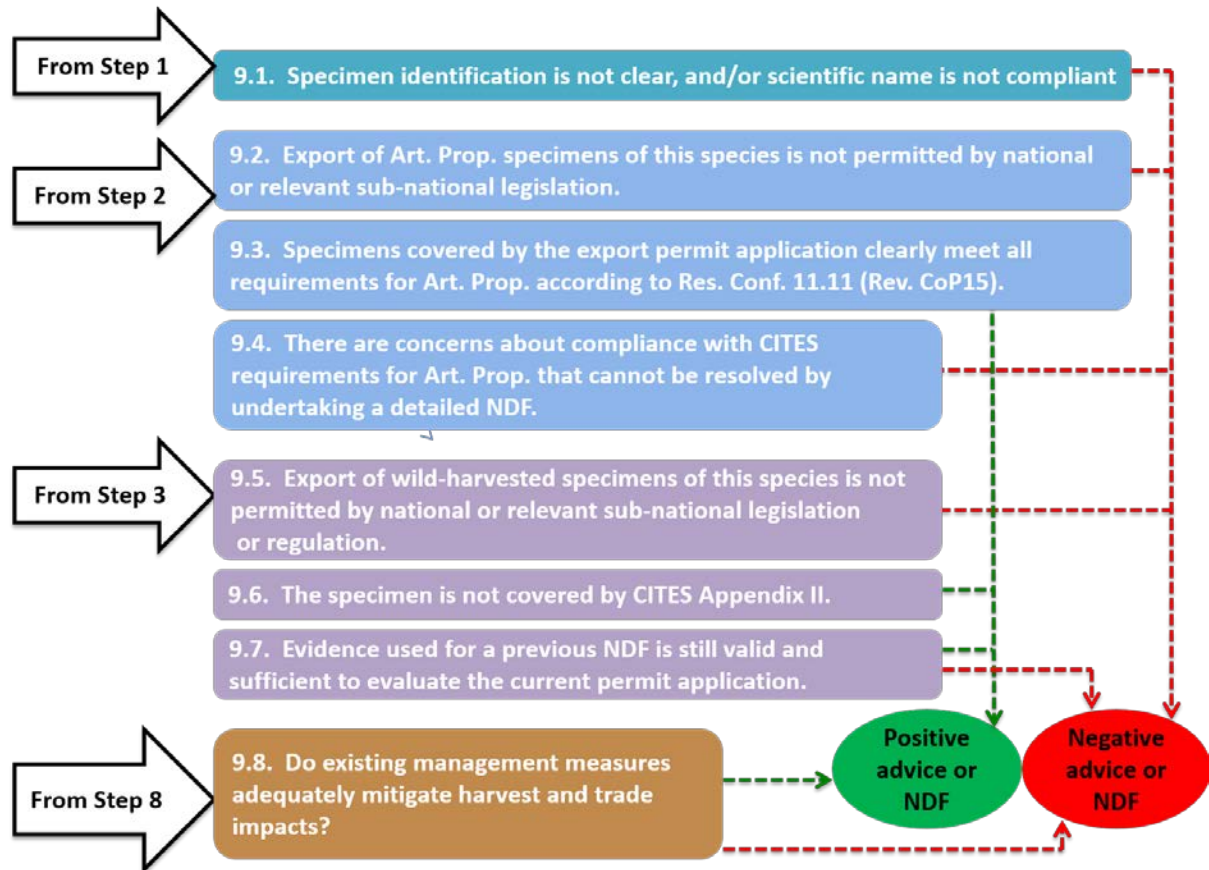 From Step 1
9.1. Specimen identification is not clear, and/or scientific name is not compliant
From Step 2
9.2. Export of Art. Prop. specimens of this species is not permitted by national
or relevant sub-national legislation.
9.3. Specimens covered by the export permit application clearly meet all
requirements for Art. Prop. according to Res. Conf. 11.11 (Rev. CoP15).
9.4. There are concerns about compliance with CITES
requirements for Art. Prop. that cannot be resolved by
undertaking a detailed NDF.
From Step 3
9.5. Export of wild-harvested specimens of this species is not
permitted by national or relevant sub-national legislation
or regulation.
9.6. The specimen is not covered by CITES Appendix II.
9.7. Evidence used for a previous NDF is still valid and
sufficient to evaluate the current permit application.
From Step 8
9.8. Do existing management measures
adequately mitigate harvest and trade
impacts?
Positive
advice or
NDF
Negative
advice or
NDF